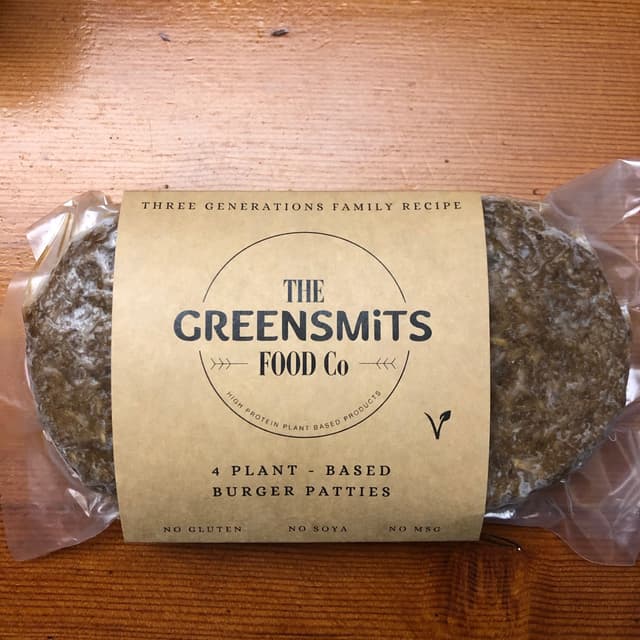 THREE GENERATIONS FAMILY RECIPE
THE
GREENSMiTS
FOOD Co
HIGH PROTEIN PLANT BASED PRODUCTS
V
4 PLANT - BASED
BURGER PATTIES
NO GLUTEN NO SOYA NO MSG